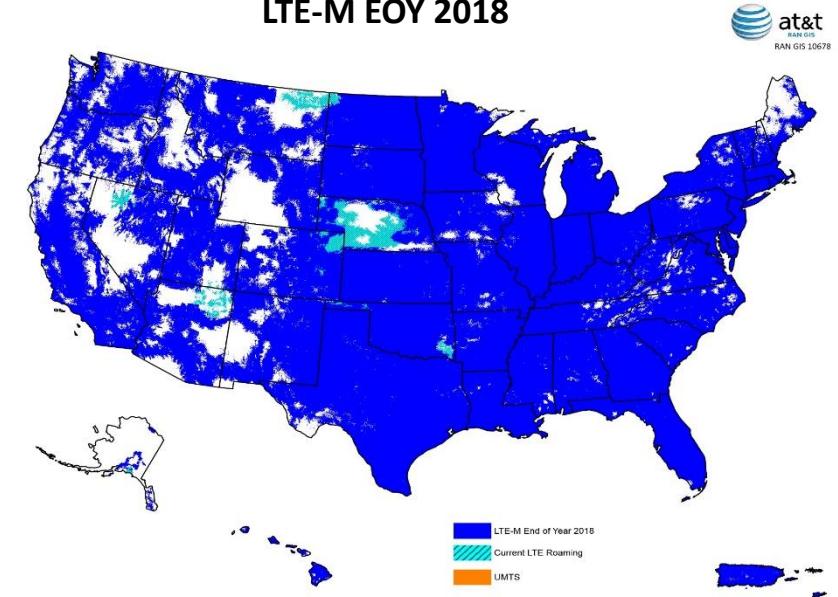 LTE-M EOY 2018
at&t
RAN GIS
RAN GIS 10678
LTE-M End of Year 2018
Current LTE Roaming
UMTS